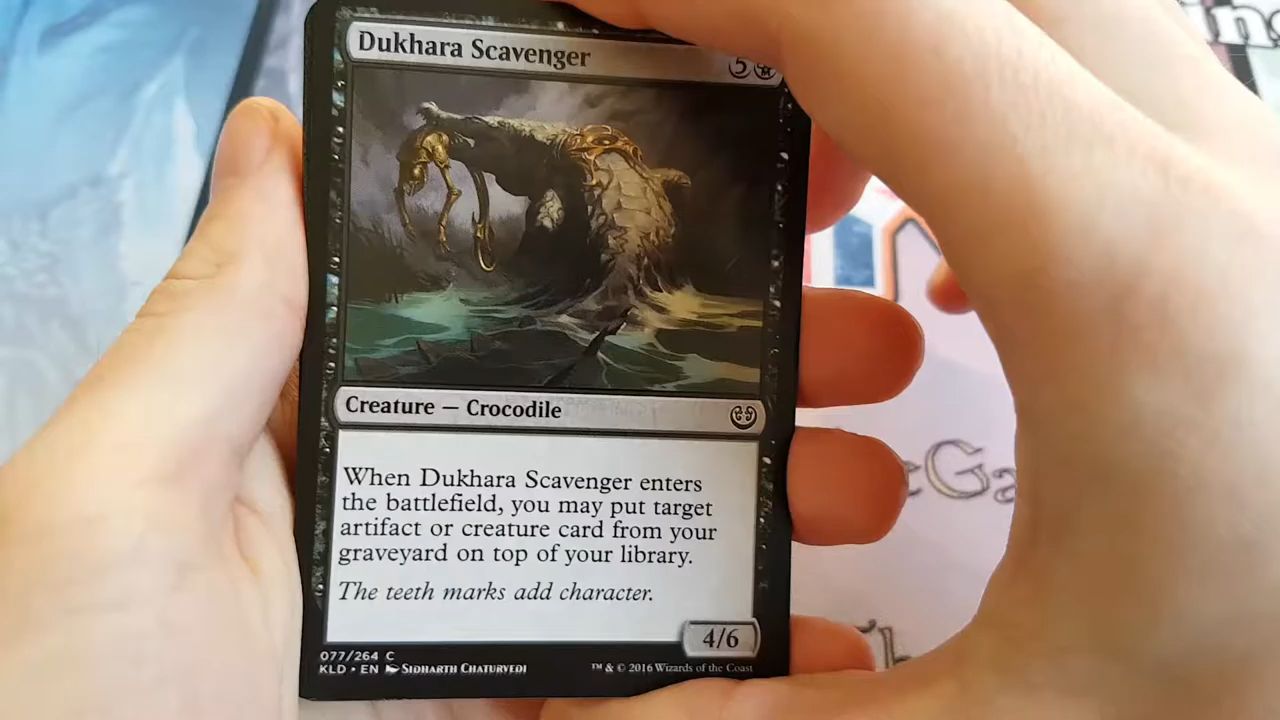 Dukhara Scavenger
5
Creature — Crocodile
When Dukhara Scavenger enters
the battlefield, you may put target
artifact or creature card from your
graveyard on top of your library.
The teeth marks add character.
4/6
077/264 C
KLD • EN SIDHARTH CHATURVEDI
™ & © 2016 Wizards of the Coast